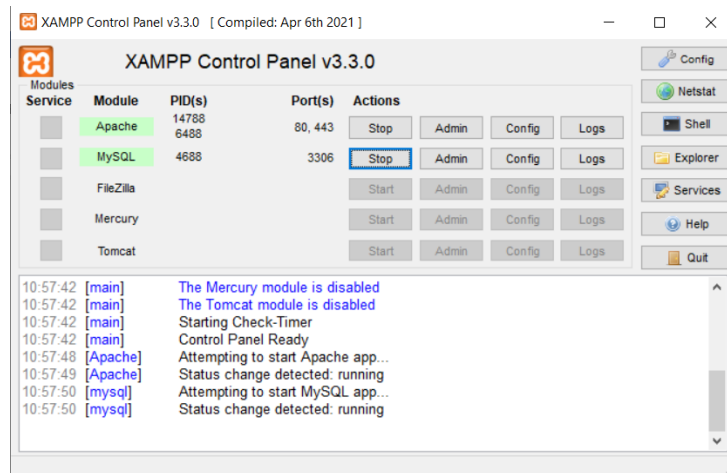 XAMPP Control Panel v3.3.0 [ Compiled: Apr 6th 2021 ]
XAMPP Control Panel v3.3.0
Config
Modules
Service Module PID(s) Port(s) Actions
Netstat
Apache 14788 6488 80, 443 Stop Admin Config Logs
Shell
MySQL 4688 3306 Stop Admin Config Logs
Explorer
FileZilla Start Admin Config Logs
Services
Mercury Start Admin Config Logs
Help
Tomcat Start Admin Config Logs
Quit
10:57:42 [main] The Mercury module is disabled
10:57:42 [main] The Tomcat module is disabled
10:57:42 [main] Starting Check-Timer
10:57:42 [main] Control Panel Ready
10:57:48 [Apache] Attempting to start Apache app...
10:57:49 [Apache] Status change detected: running
10:57:50 [mysql] Attempting to start MySQL app...
10:57:50 [mysql] Status change detected: running